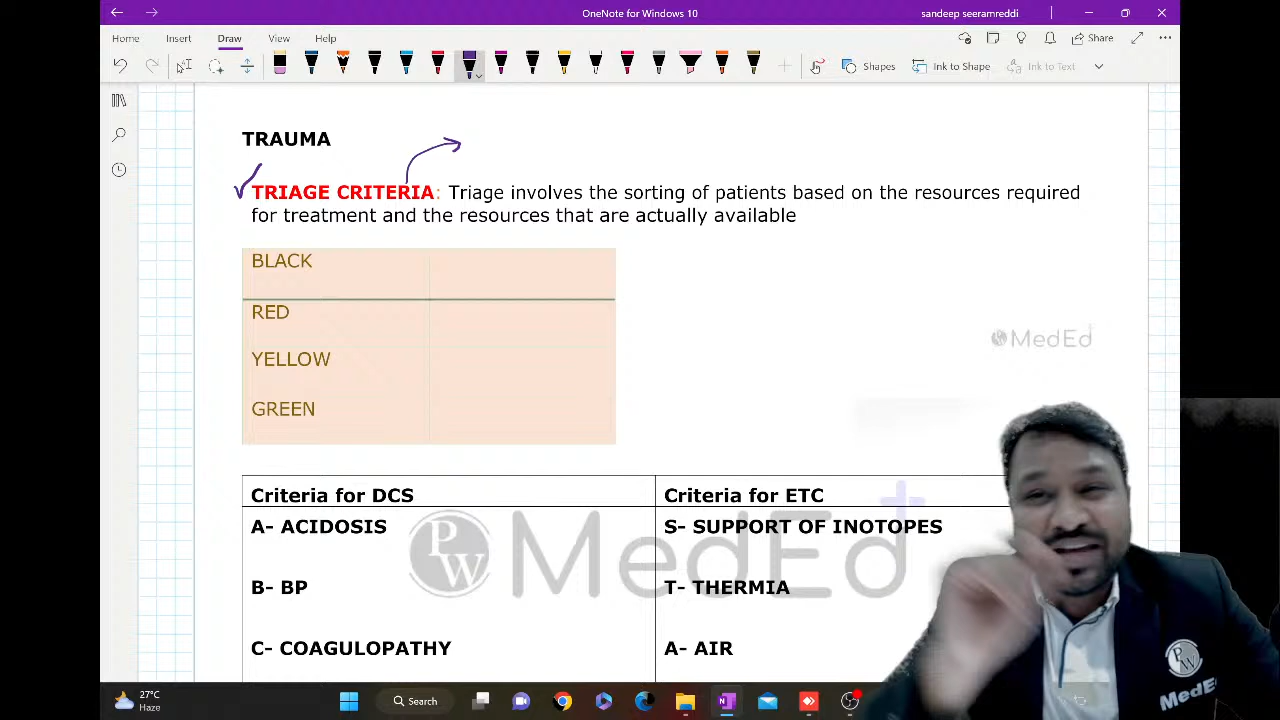 OneNote for Windows 10
sandeep seeramreddi
Home
Insert
Draw
View
Help
Share
Shapes
Ink to Shape
Ink to Text
TRAUMA
TRIAGE CRITERIA: Triage involves the sorting of patients based on the resources required
for treatment and the resources that are actually available
BLACK
RED
YELLOW
GREEN
MedEd
Criteria for DCS
Criteria for ETC
A- ACIDOSIS
S- SUPPORT OF INOTOPES
PW MedEd
B- BP
T- THERMIA
C- COAGULOPATHY
A- AIR
PW
MedEd
27°C
Haze
Search